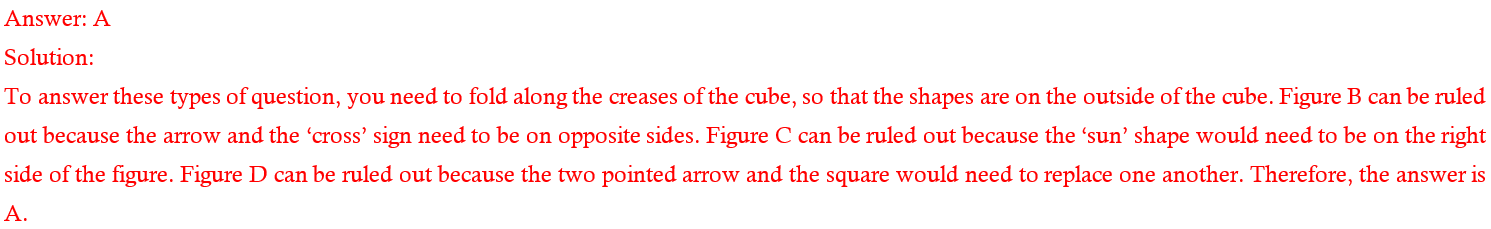 Answer: A
Solution:
To answer these types of question, you need to fold along the creases of the cube, so that the shapes are on the outside of the cube. Figure B can be ruled
out because the arrow and the ‘cross’ sign need to be on opposite sides. Figure C can be ruled out because the ‘sun’ shape would need to be on the right
side of the figure. Figure D can be ruled out because the two pointed arrow and the square would need to replace one another. Therefore, the answer is
A.